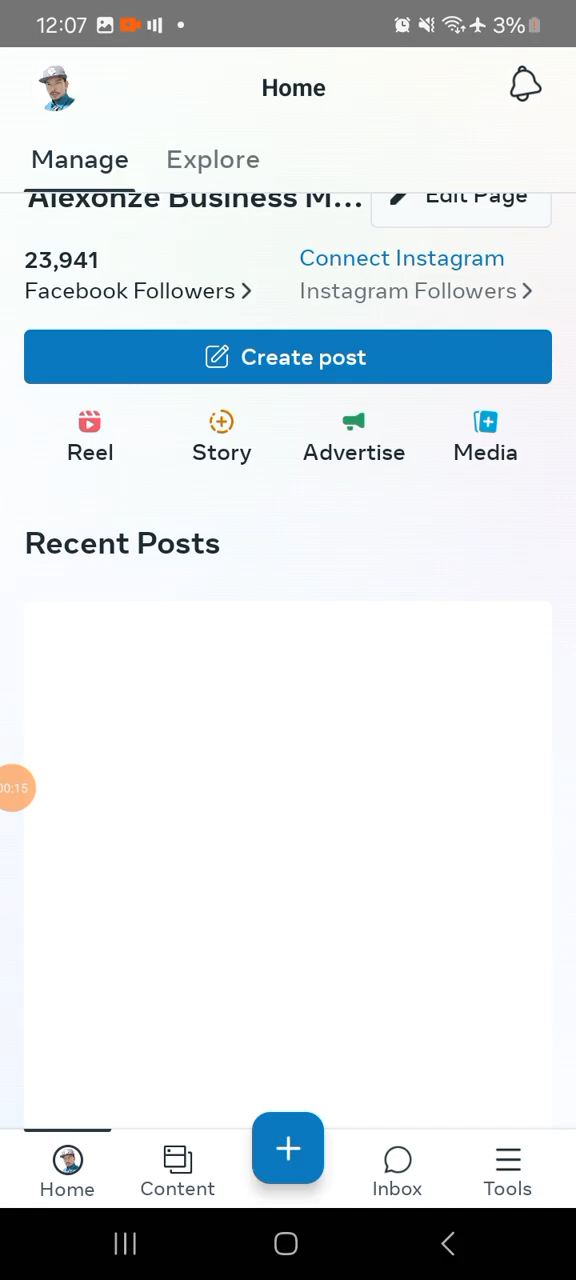 12:07 3%
Home
Manage Explore
Alexonze Business M... Edit Page
23,941 Connect Instagram
Facebook Followers Instagram Followers
Create post
Reel Story Advertise Media
Recent Posts
00:15
Home Content Inbox Tools